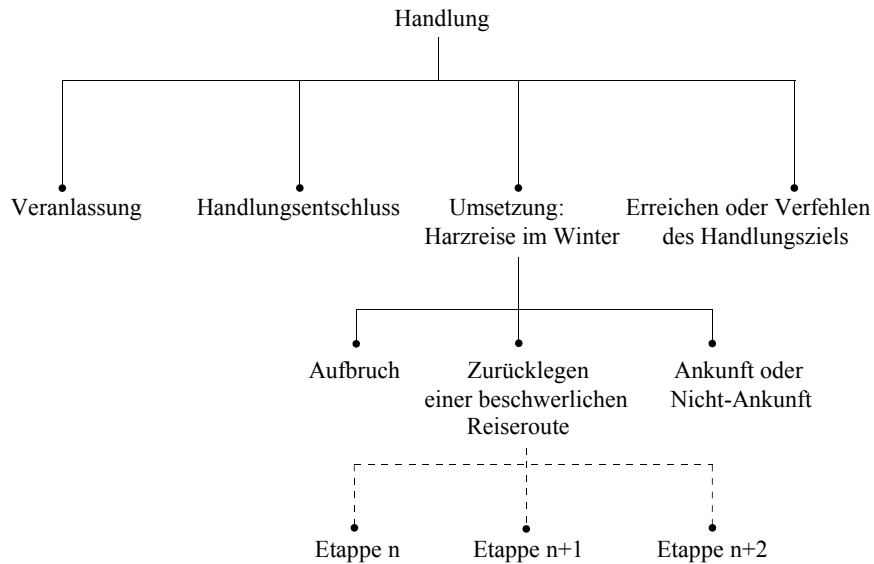 Handlung
Veranlassung
Handlungsentschluss
Umsetzung:
Harzreise im Winter
Erreichen oder Verfehlen
des Handlungsziels
Aufbruch
Zurücklegen
einer beschwerlichen
Reiseroute
Ankunft oder
Nicht-Ankunft
Etappe n
Etappe n+1
Etappe n+2